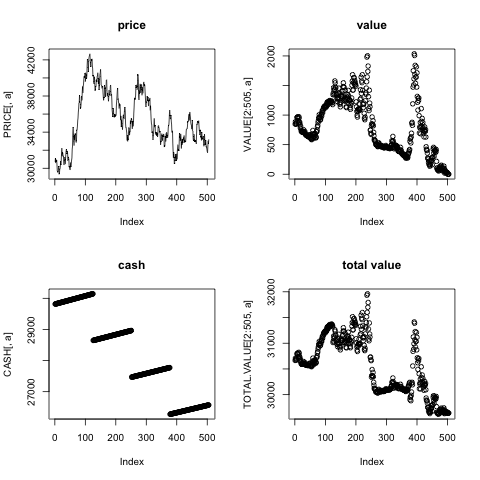 price
PRICE[, a]
30000 34000 38000 42000
0 100 200 300 400 500
Index
value
VALUE[2:505, a]
0 500 1000 2000
0 100 200 300 400 500
Index
cash
CASH[, a]
27000 29000
0 100 200 300 400 500
Index
total value
TOTAL.VALUE[2:505, a]
30000 31000 32000
0 100 200 300 400 500
Index